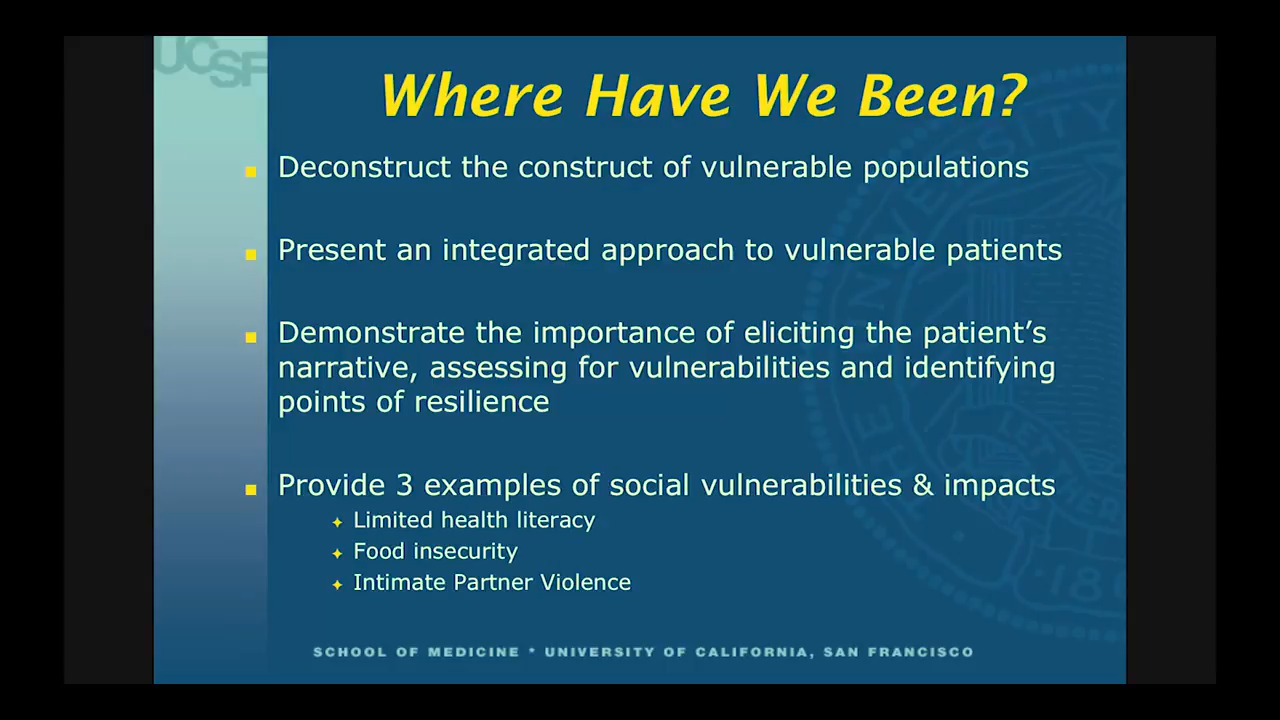 UCSF
Where Have We Been?
Deconstruct the construct of vulnerable populations
Present an integrated approach to vulnerable patients
Demonstrate the importance of eliciting the patient’s
narrative, assessing for vulnerabilities and identifying
points of resilience
Provide 3 examples of social vulnerabilities & impacts
Limited health literacy
Food insecurity
Intimate Partner Violence
SCHOOL OF MEDICINE * UNIVERSITY OF CALIFORNIA, SAN FRANCISCO